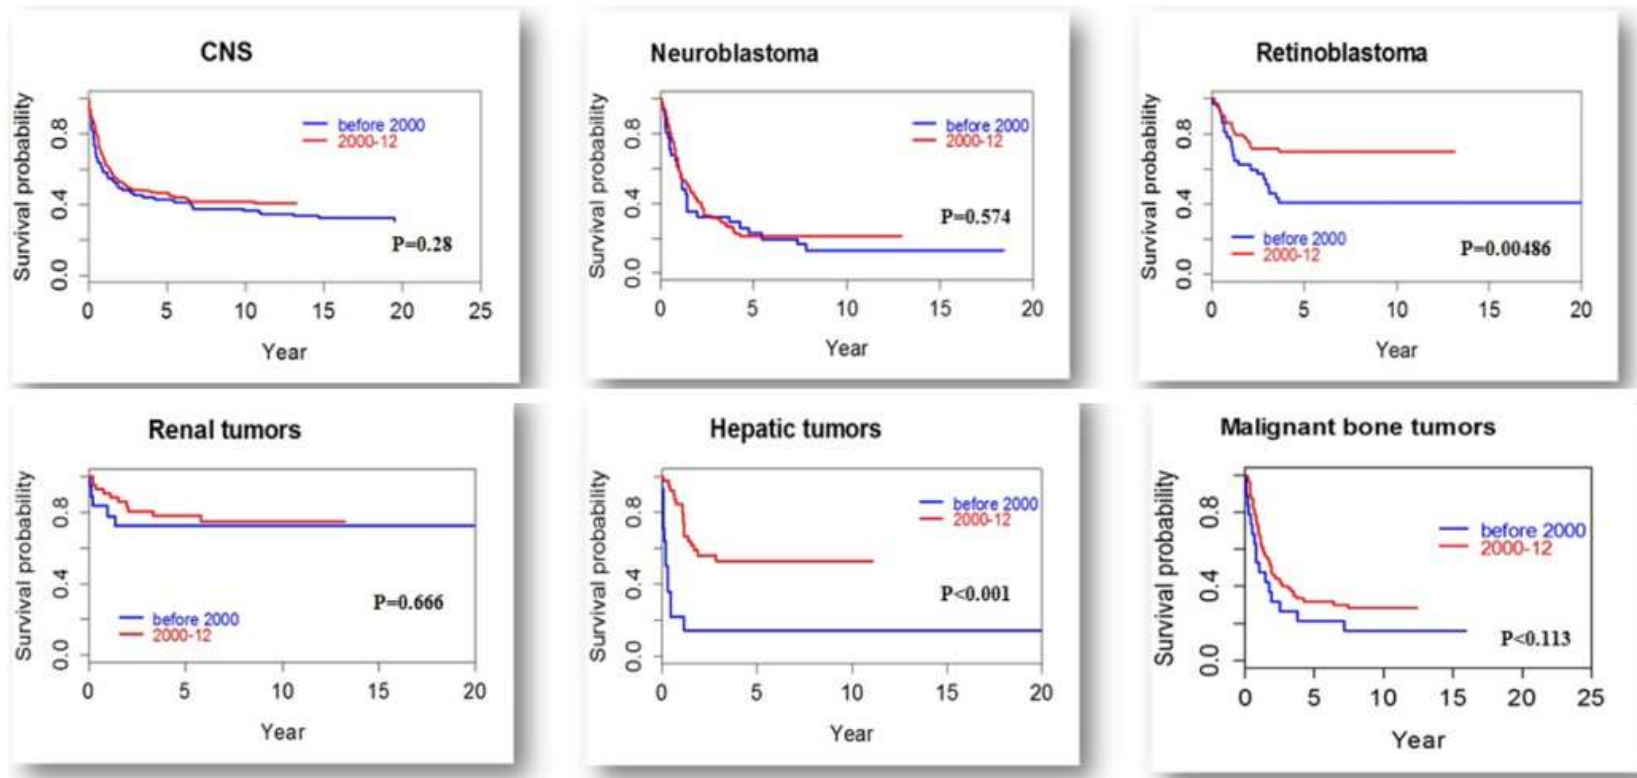 CNS
Survival probability
0.0 0.4 0.8
before 2000
2000-12
P=0.28
0 5 10 15 20 25
Year
Neuroblastoma
Survival probability
0.0 0.4 0.8
before 2000
2000-12
P=0.574
0 5 10 15 20
Year
Retinoblastoma
Survival probability
0.0 0.4 0.8
before 2000
2000-12
P=0.00486
0 5 10 15 20
Year
Renal tumors
Survival probability
0.0 0.4 0.8
before 2000
2000-12
P=0.666
0 5 10 15 20
Year
Hepatic tumors
Survival probability
0.0 0.4 0.8
before 2000
2000-12
P<0.001
0 5 10 15 20
Year
Malignant bone tumors
Survival probability
0.0 0.4 0.8
before 2000
2000-12
P<0.113
0 5 10 15 20 25
Year